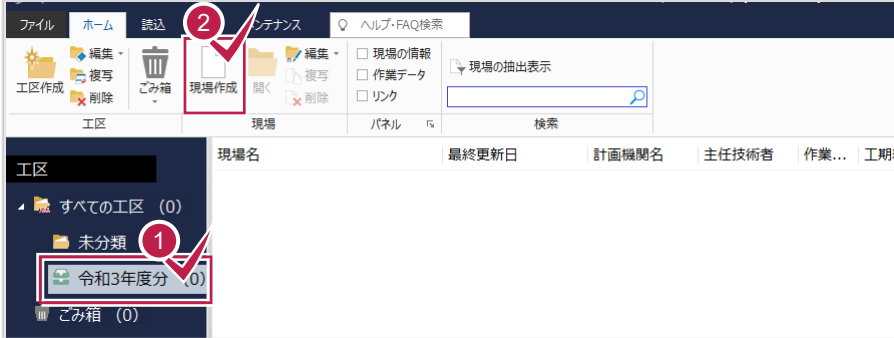 ファイル ホーム 読込 ンテナンス ヘルプ・FAQ検索
2
工区作成 編集 複写 削除 ごみ箱 現場作成 開く 編集 複写 削除 現場の情報 作業データ リンク 現場の抽出表示
工区 現場 パネル 検索
工区 現場名 最終更新日 計画機関名 主任技術者 作業... 工期
すべての工区 (0)
未分類
1
令和3年度分 (0)
ごみ箱 (0)